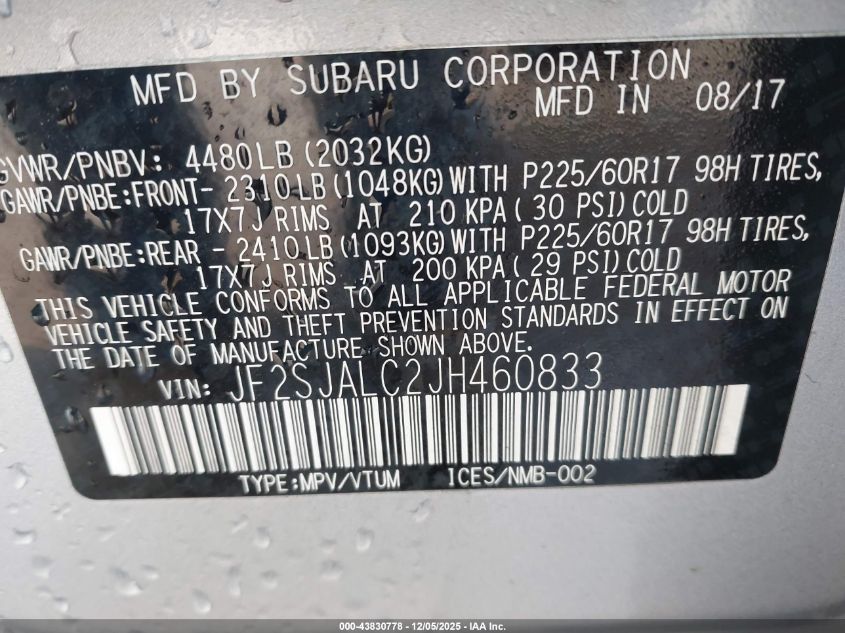 MFD BY SUBARU CORPORATION
MFD IN 08/17
GVWR/PNBV: 4480LB (2032KG)
GAWR/PNBE:FRONT- 2310LB (1048KG) WITH P225/60R17 98H TIRES,
17X7J RIMS AT 210 KPA (30 PSI) COLD
GAWR/PNBE:REAR - 2410LB (1093KG) WITH P225/60R17 98H TIRES,
17X7J RIMS AT 200 KPA (29 PSI) COLD
THIS VEHICLE CONFORMS TO ALL APPLICABLE FEDERAL MOTOR
VEHICLE SAFETY AND THEFT PREVENTION STANDARDS IN EFFECT ON
THE DATE OF MANUFACTURE SHOWN ABOVE.
VIN: JF2SJALC2JH460833
TYPE:MPV/VTUM ICES/NMB-002
000-43830778 - 12/05/2025 - IAA Inc.